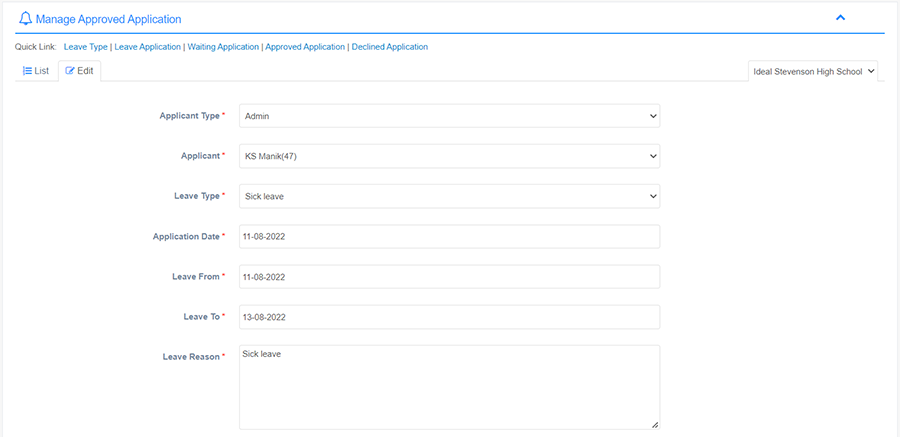 Manage Approved Application
Quick Link: Leave Type | Leave Application | Waiting Application | Approved Application | Declined Application
List Edit Ideal Stevenson High School
Applicant Type * Admin
Applicant * KS Manik(47)
Leave Type * Sick leave
Application Date * 11-08-2022
Leave From * 11-08-2022
Leave To * 13-08-2022
Leave Reason * Sick leave